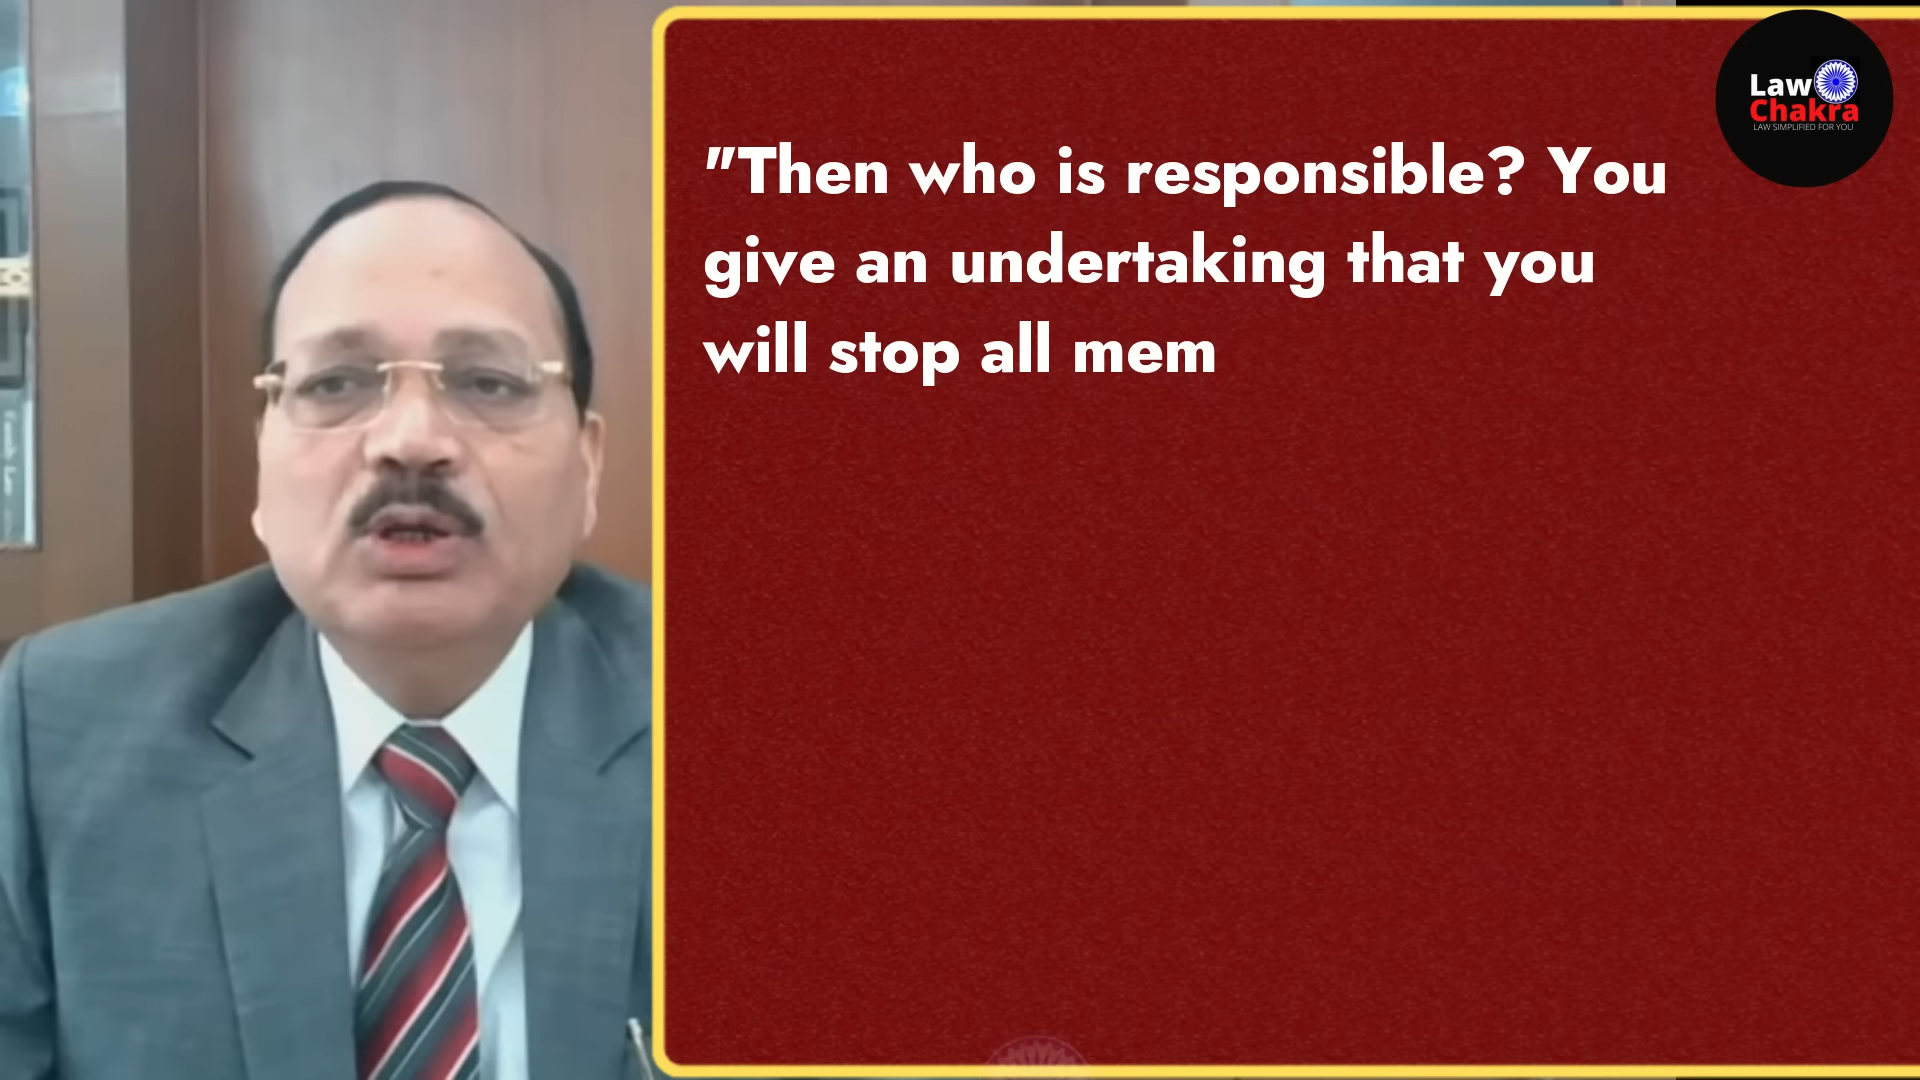 Law
Chakra
LAW SIMPLIFIED FOR YOU
"Then who is responsible? You
give an undertaking that you
will stop all mem